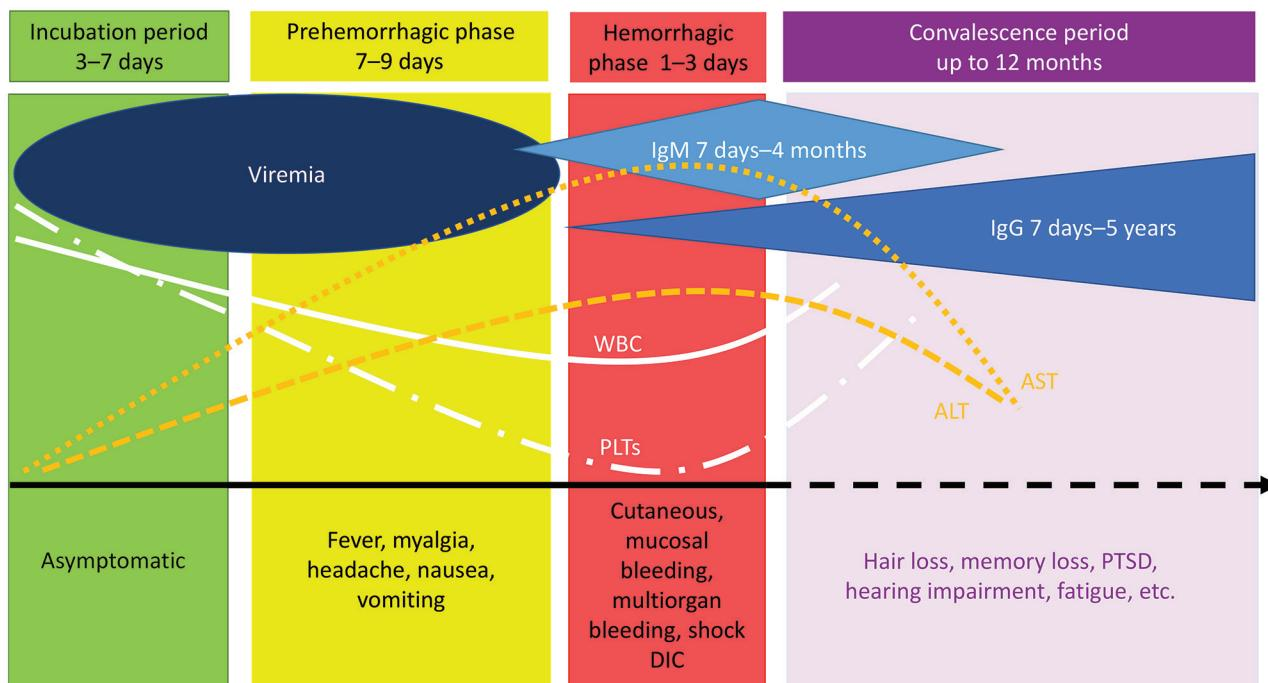 Incubation period
3–7 days
Prehemorrhagic phase
7–9 days
Hemorrhagic
phase 1–3 days
Convalescence period
up to 12 months
Viremia
IgM 7 days–4 months
IgG 7 days–5 years
WBC
AST
ALT
PLTs
Asymptomatic
Fever, myalgia,
headache, nausea,
vomiting
Cutaneous,
mucosal
bleeding,
multiorgan
bleeding, shock
DIC
Hair loss, memory loss, PTSD,
hearing impairment, fatigue, etc.